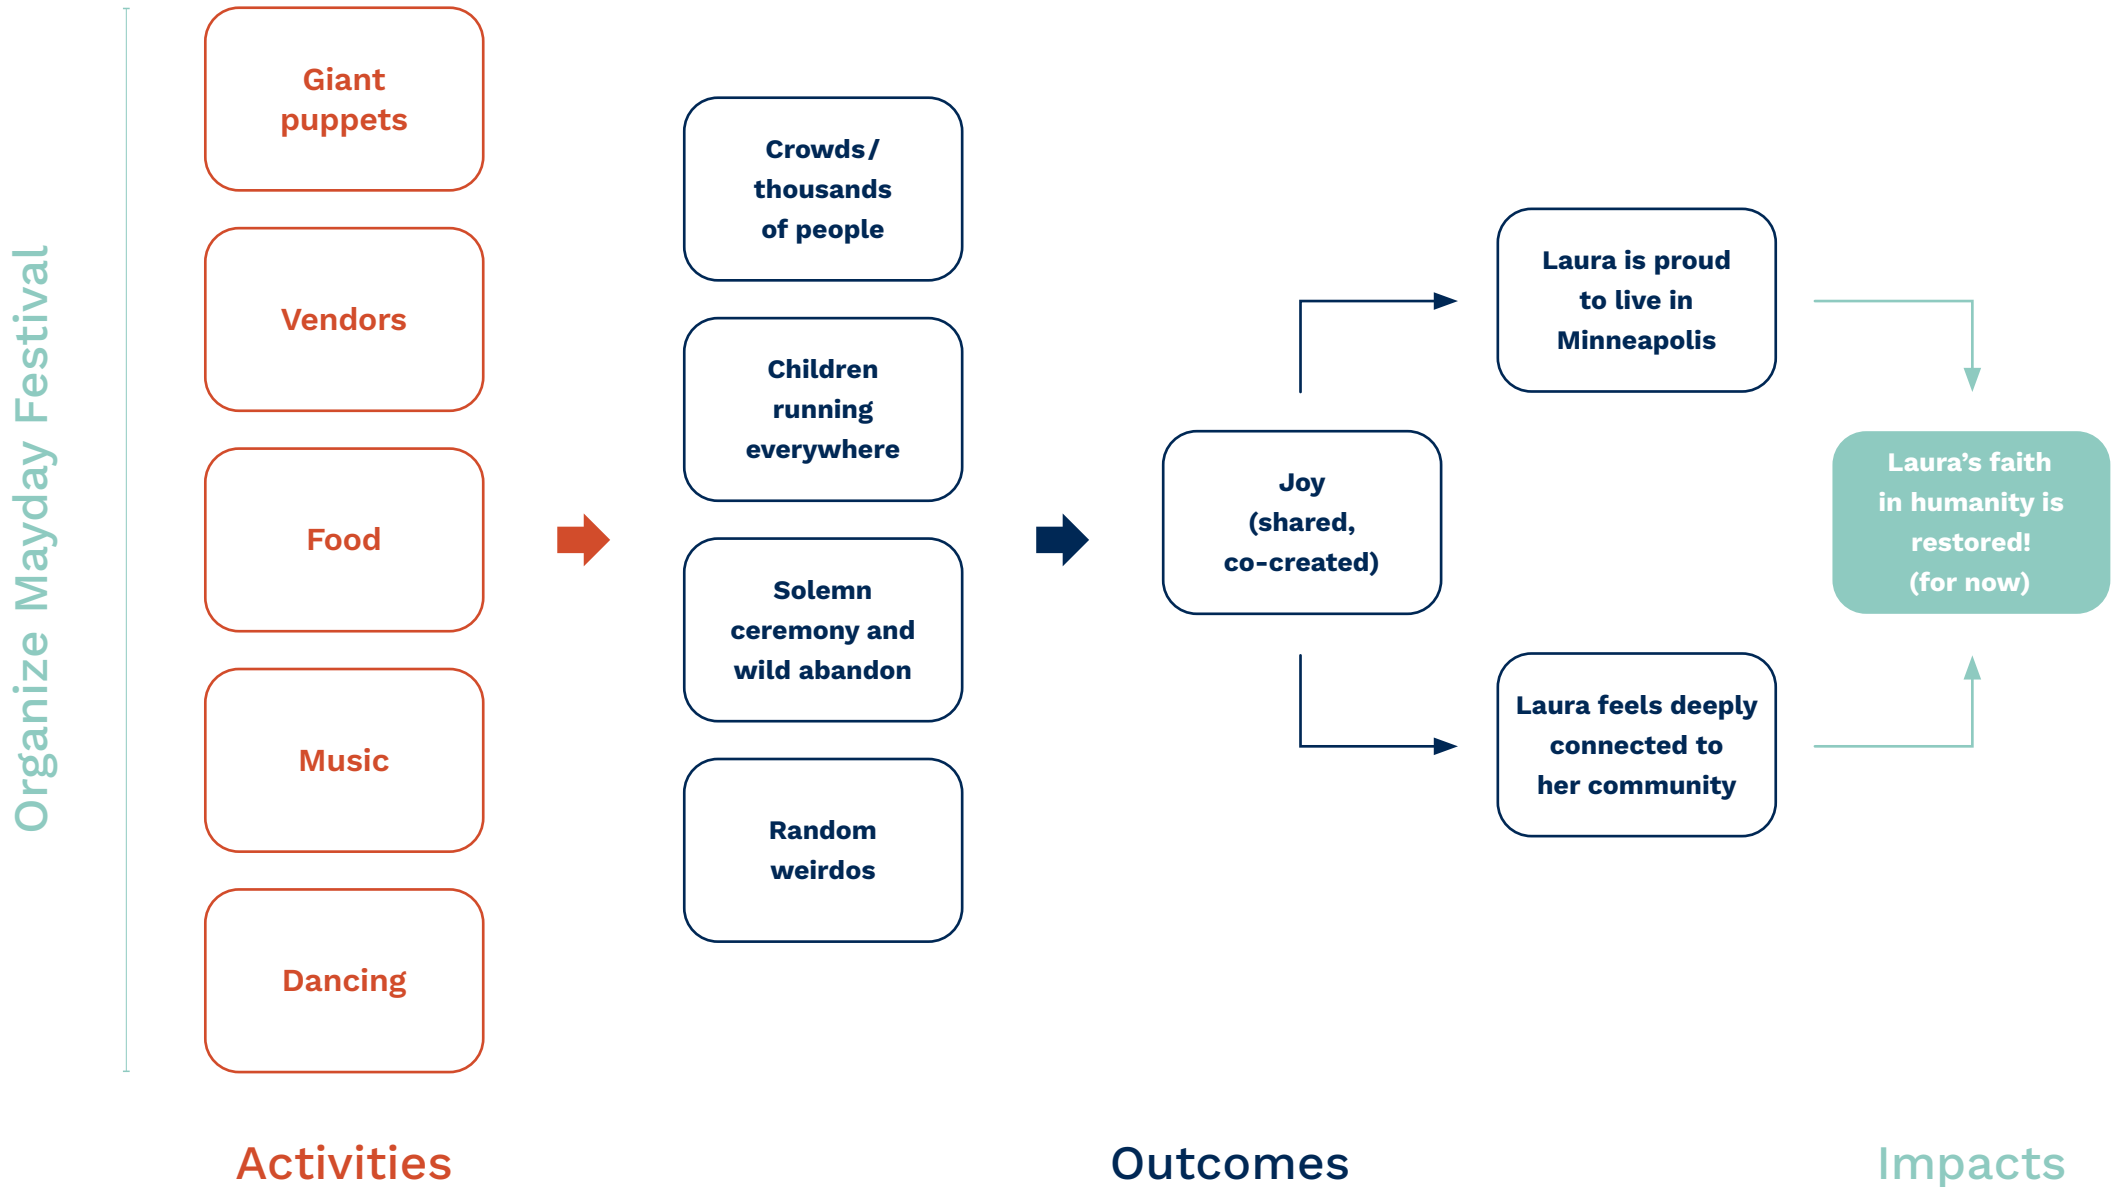 Organize Mayday Festival
Giant
puppets
Vendors
Food
Music
Dancing
Crowds/
thousands
of people
Children
running
everywhere
Solemn
ceremony and
wild abandon
Random
weirdos
Joy
(shared,
co-created)
Laura is proud
to live in
Minneapolis
Laura feels deeply
connected to
her community
Laura’s faith
in humanity is
restored!
(for now)
Activities
Outcomes
Impacts